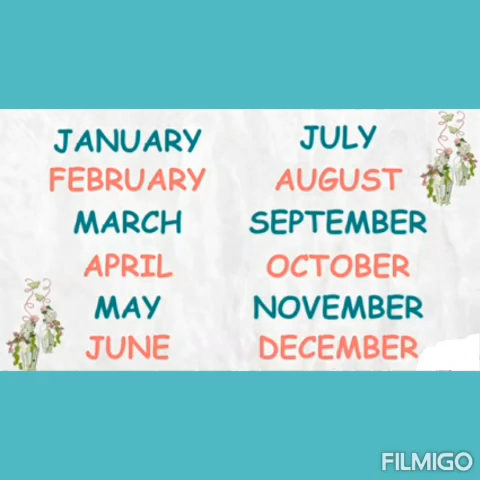 JANUARY
FEBRUARY
MARCH
APRIL
MAY
JUNE
JULY
AUGUST
SEPTEMBER
OCTOBER
NOVEMBER
DECEMBER
FILMIGO